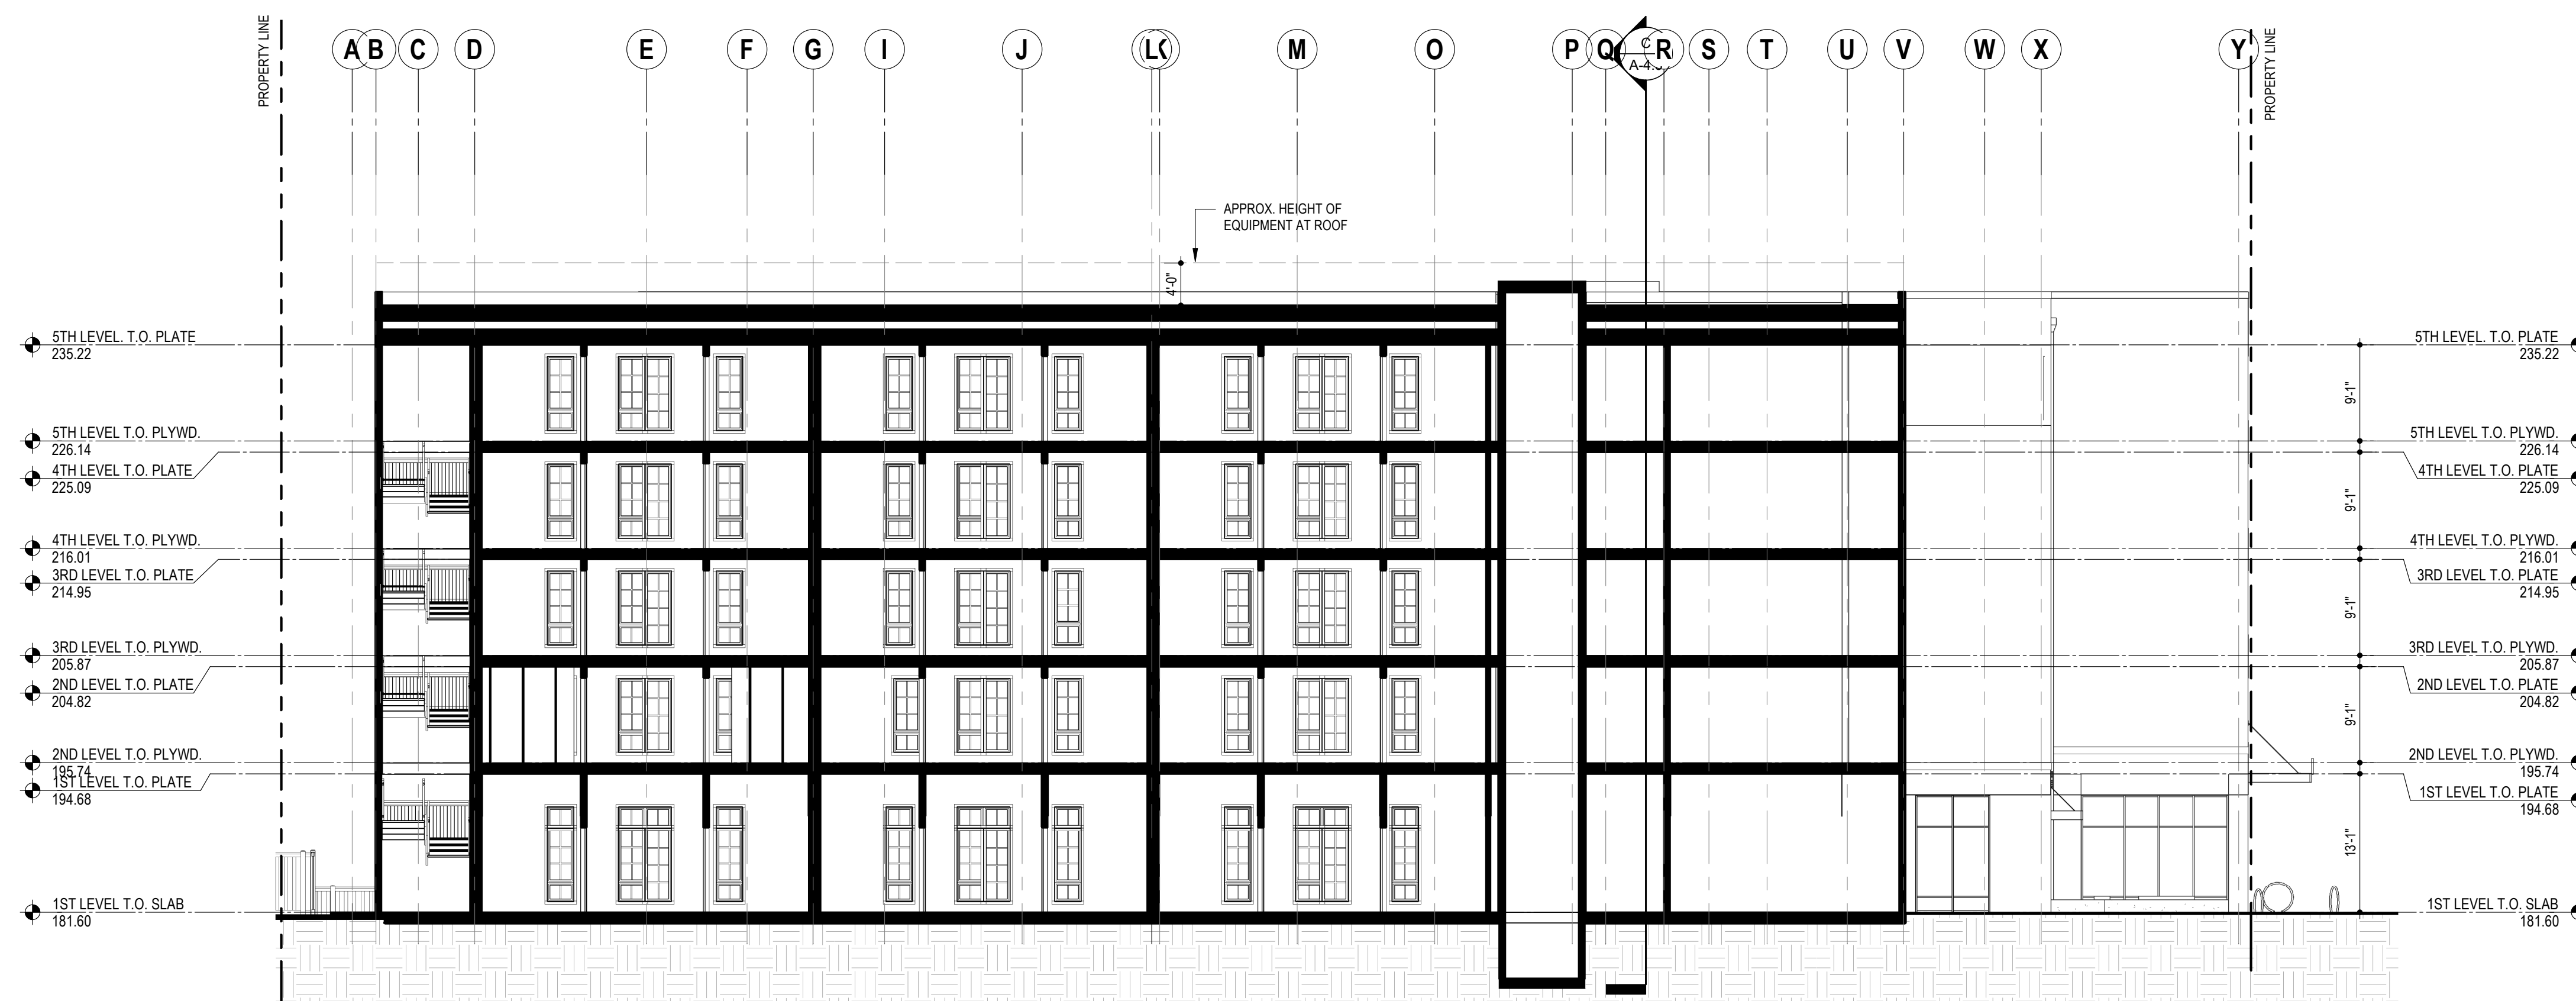 PROPERTY LINE
A B C D E F G I J L K M O P Q R S T U V W X Y
C
PROPERTY LINE
APPROX. HEIGHT OF
EQUIPMENT AT ROOF
4'-0"
5TH LEVEL. T.O. PLATE
235.22
5TH LEVEL T.O. PLYWD.
226.14
4TH LEVEL T.O. PLATE
225.09
4TH LEVEL T.O. PLYWD.
216.01
3RD LEVEL T.O. PLATE
214.95
3RD LEVEL T.O. PLYWD.
205.87
2ND LEVEL T.O. PLATE
204.82
2ND LEVEL T.O. PLYWD.
195.74
1ST LEVEL T.O. PLATE
194.68
1ST LEVEL T.O. SLAB
181.60
9'-1"
9'-1"
9'-1"
9'-1"
13'-1"
5TH LEVEL. T.O. PLATE
235.22
5TH LEVEL T.O. PLYWD.
226.14
4TH LEVEL T.O. PLATE
225.09
4TH LEVEL T.O. PLYWD.
216.01
3RD LEVEL T.O. PLATE
214.95
3RD LEVEL T.O. PLYWD.
205.87
2ND LEVEL T.O. PLATE
204.82
2ND LEVEL T.O. PLYWD.
195.74
1ST LEVEL T.O. PLATE
194.68
1ST LEVEL T.O. SLAB
181.60